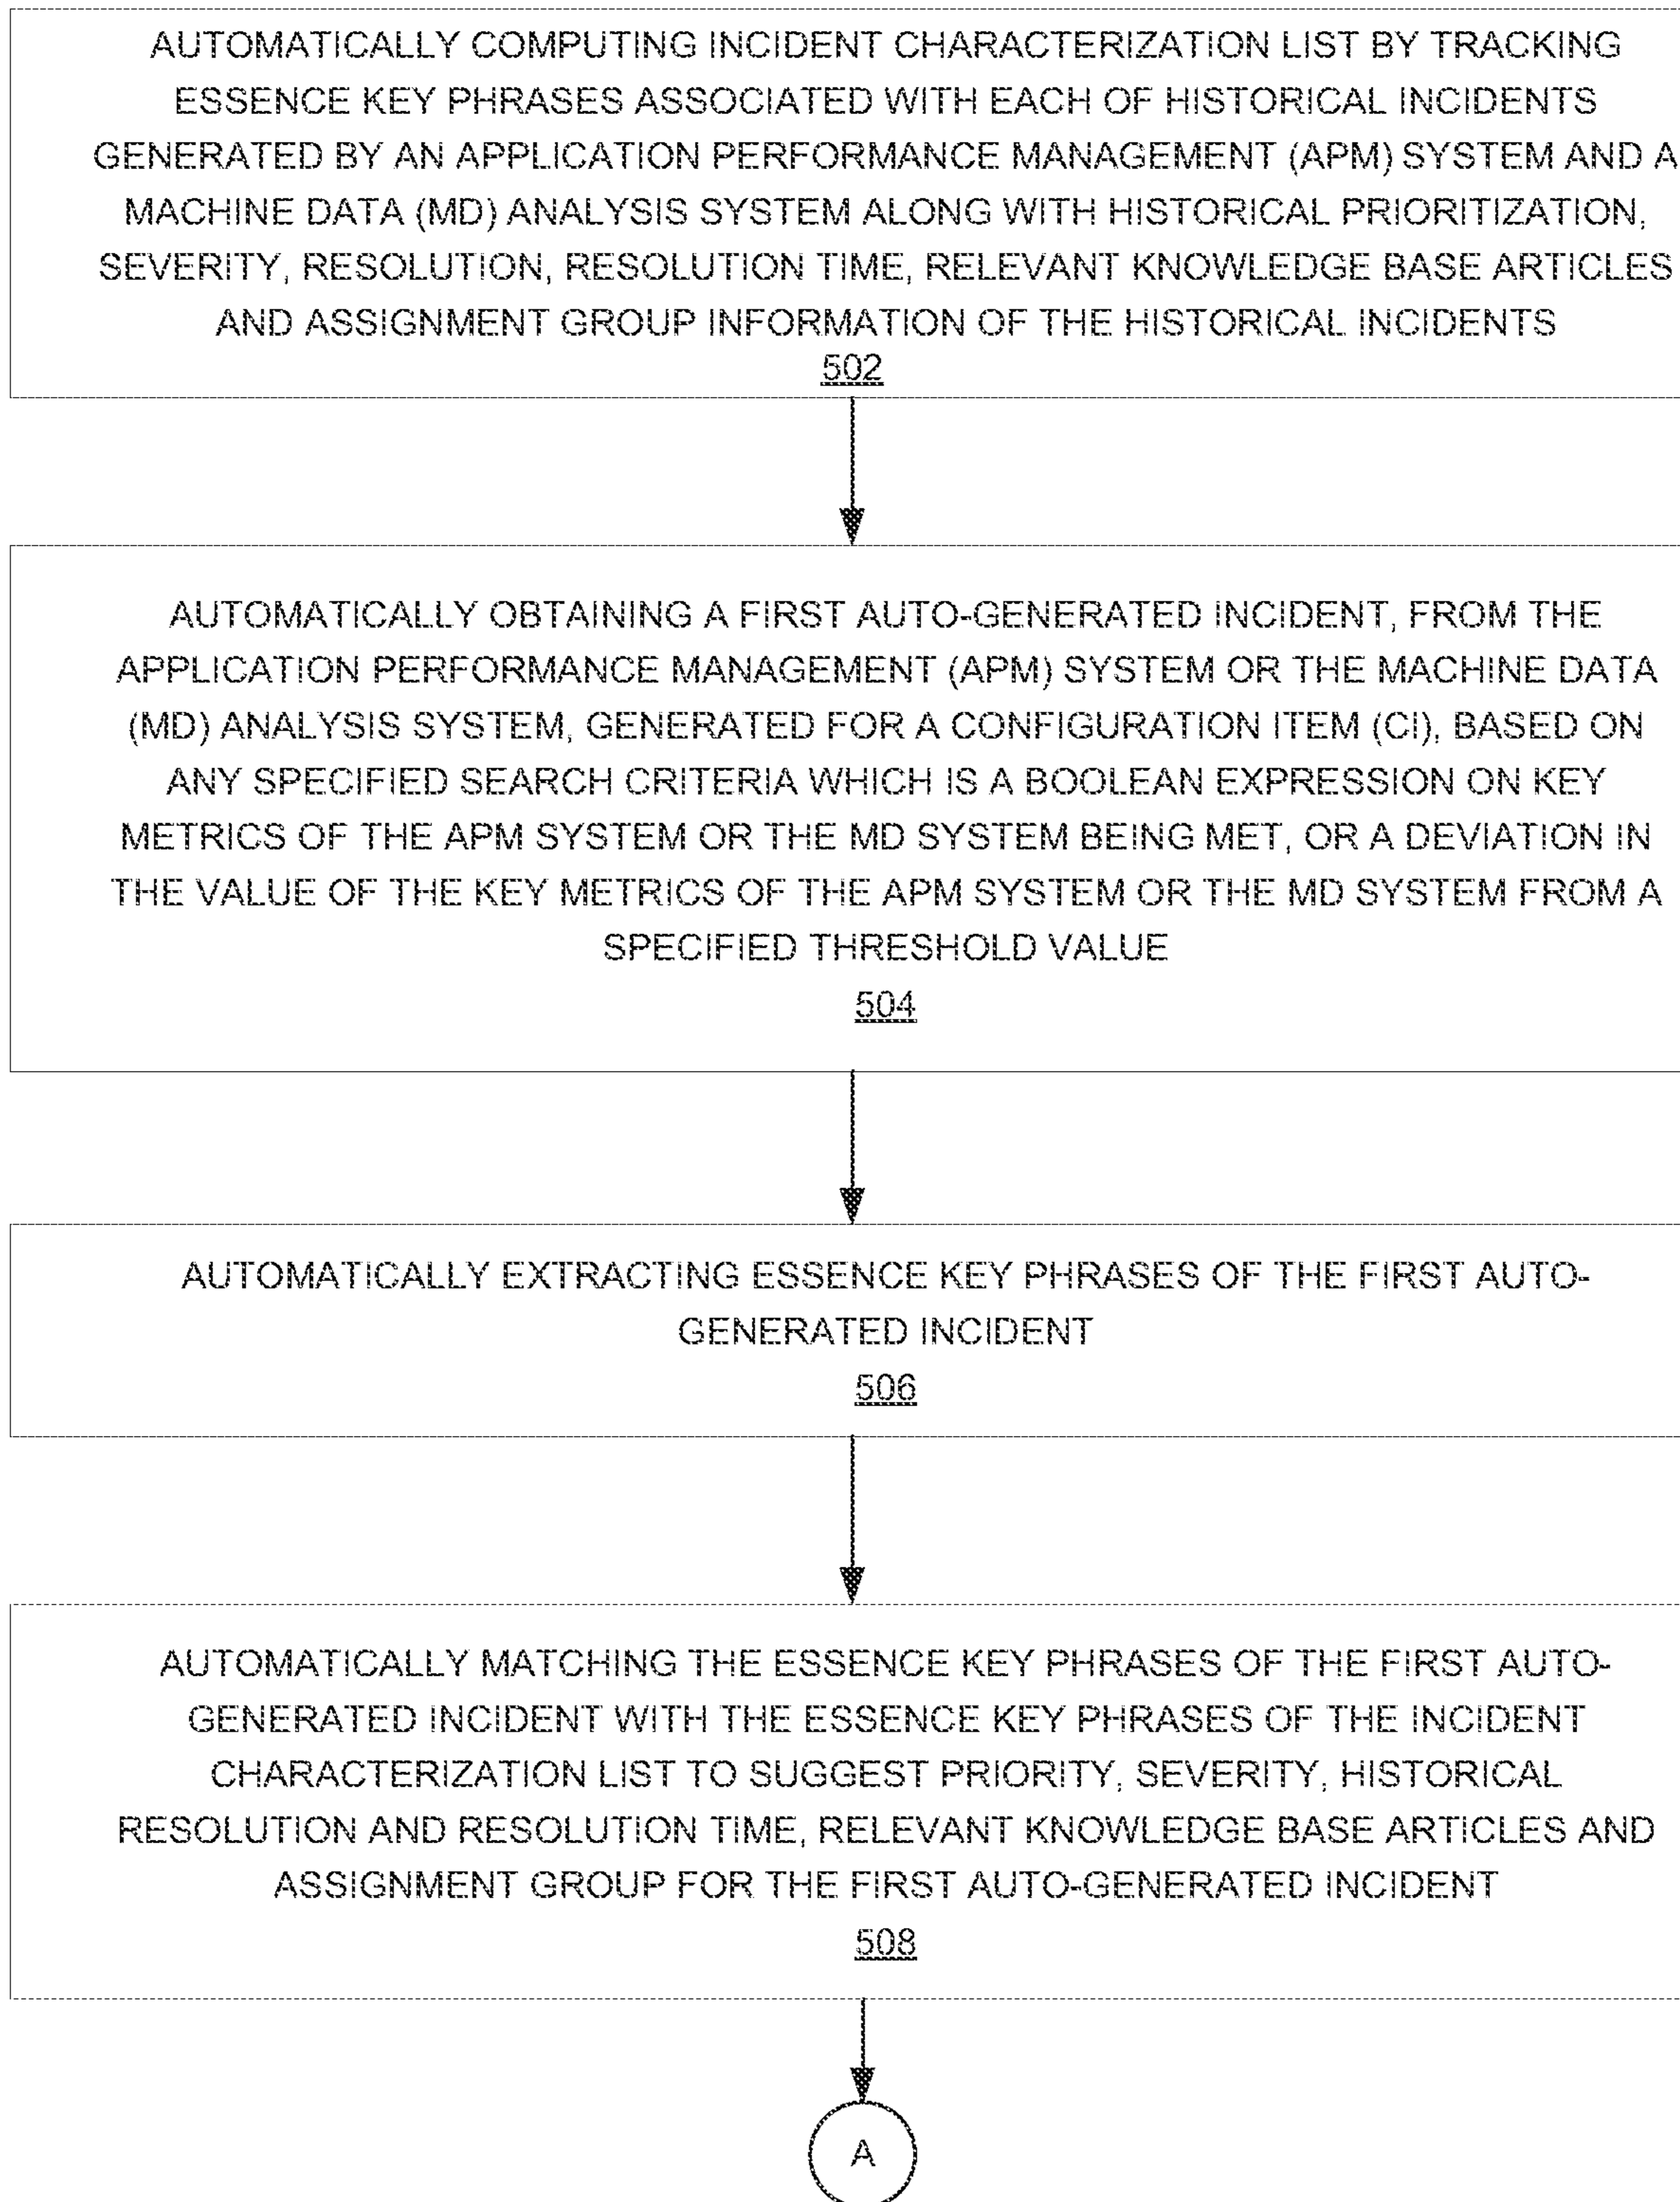 AUTOMATICALLY COMPUTING INCIDENT CHARACTERIZATION LIST BY TRACKING
ESSENCE KEY PHRASES ASSOCIATED WITH EACH OF HISTORICAL INCIDENTS
GENERATED BY AN APPLICATION PERFORMANCE MANAGEMENT (APM) SYSTEM AND A
MACHINE DATA (MD) ANALYSIS SYSTEM ALONG WITH HISTORICAL PRIORITIZATION,
SEVERITY, RESOLUTION, RESOLUTION TIME, RELEVANT KNOWLEDGE BASE ARTICLES
AND ASSIGNMENT GROUP INFORMATION OF THE HISTORICAL INCIDENTS
502
AUTOMATICALLY OBTAINING A FIRST AUTO-GENERATED INCIDENT, FROM THE
APPLICATION PERFORMANCE MANAGEMENT (APM) SYSTEM OR THE MACHINE DATA
(MD) ANALYSIS SYSTEM, GENERATED FOR A CONFIGURATION ITEM (CI), BASED ON
ANY SPECIFIED SEARCH CRITERIA WHICH IS A BOOLEAN EXPRESSION ON KEY
METRICS OF THE APM SYSTEM OR THE MD SYSTEM BEING MET, OR A DEVIATION IN
THE VALUE OF THE KEY METRICS OF THE APM SYSTEM OR THE MD SYSTEM FROM A
SPECIFIED THRESHOLD VALUE
504
AUTOMATICALLY EXTRACTING ESSENCE KEY PHRASES OF THE FIRST AUTO-
GENERATED INCIDENT
506
AUTOMATICALLY MATCHING THE ESSENCE KEY PHRASES OF THE FIRST AUTO-
GENERATED INCIDENT WITH THE ESSENCE KEY PHRASES OF THE INCIDENT
CHARACTERIZATION LIST TO SUGGEST PRIORITY, SEVERITY, HISTORICAL
RESOLUTION AND RESOLUTION TIME, RELEVANT KNOWLEDGE BASE ARTICLES AND
ASSIGNMENT GROUP FOR THE FIRST AUTO-GENERATED INCIDENT
508
A